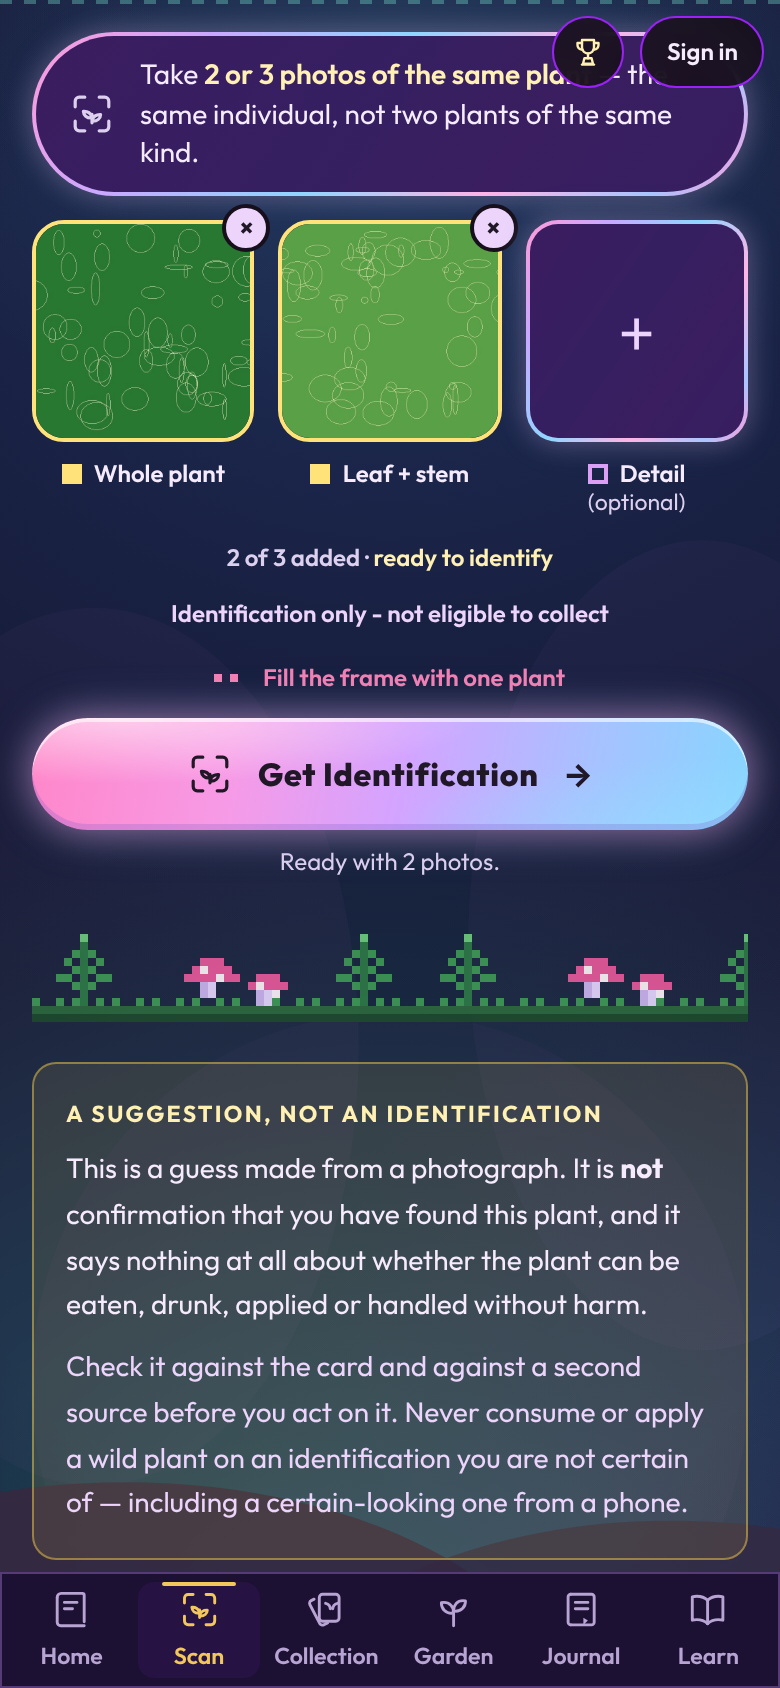 Sign in
Take 2 or 3 photos of the same plant - the
same individual, not two plants of the same
kind.
Whole plant
Leaf + stem
Detail
(optional)
2 of 3 added · ready to identify
Identification only - not eligible to collect
Fill the frame with one plant
Get Identification →
Ready with 2 photos.
A SUGGESTION, NOT AN IDENTIFICATION
This is a guess made from a photograph. It is not
confirmation that you have found this plant, and it
says nothing at all about whether the plant can be
eaten, drunk, applied or handled without harm.
Check it against the card and against a second
source before you act on it. Never consume or apply
a wild plant on an identification you are not certain
of — including a certain-looking one from a phone.
Home
Scan
Collection
Garden
Journal
Learn